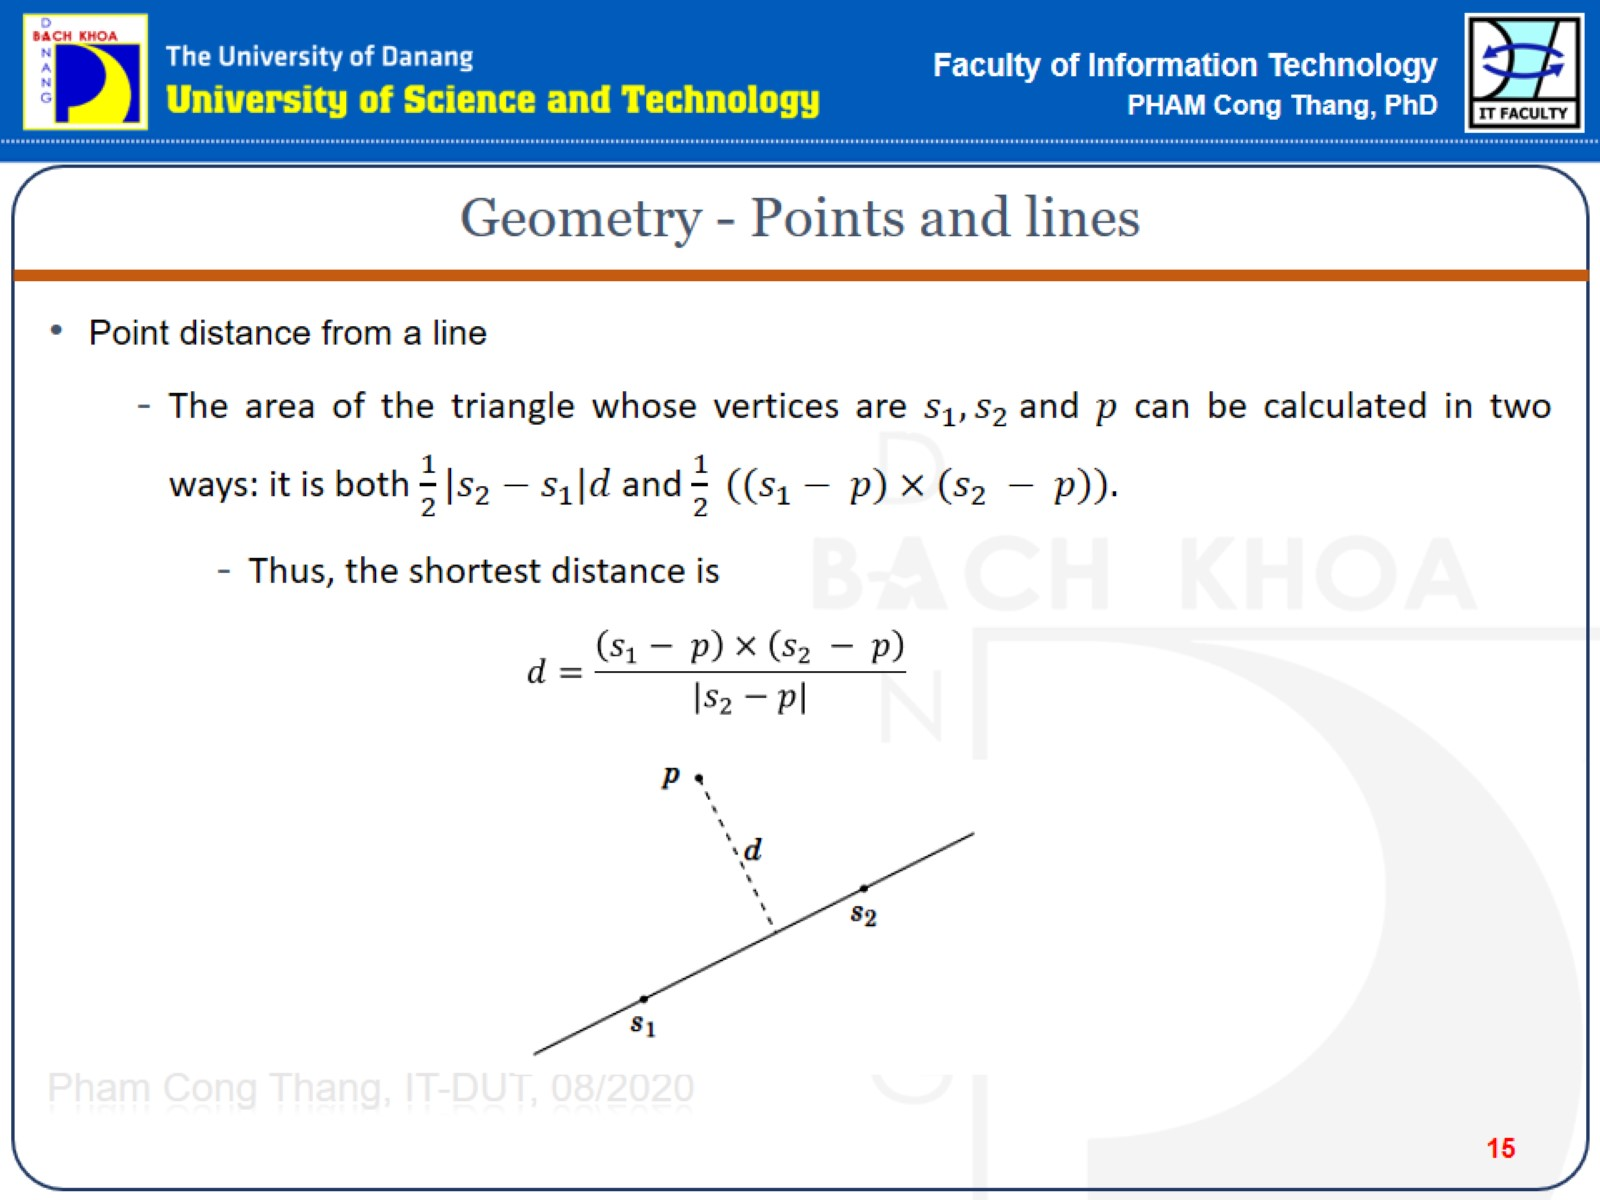 D
BACH KHOA
N
A
N
G
The University of Danang
University of Science and Technology
Faculty of Information Technology
PHAM Cong Thang, PhD
IT FACULTY
Geometry - Points and lines
• Point distance from a line
- The area of the triangle whose vertices are s₁, s₂ and p can be calculated in two
ways: it is both 1/2 |s₂ − s₁|d and 1/2 ((s₁ − p) × (s₂ − p)).
- Thus, the shortest distance is
d = (s₁ − p) × (s₂ − p) / |s₂ − p|
p
d
s₂
s₁
D
BACH KHOA
N
G
Pham Cong Thang, IT-DUT, 08/2020
15